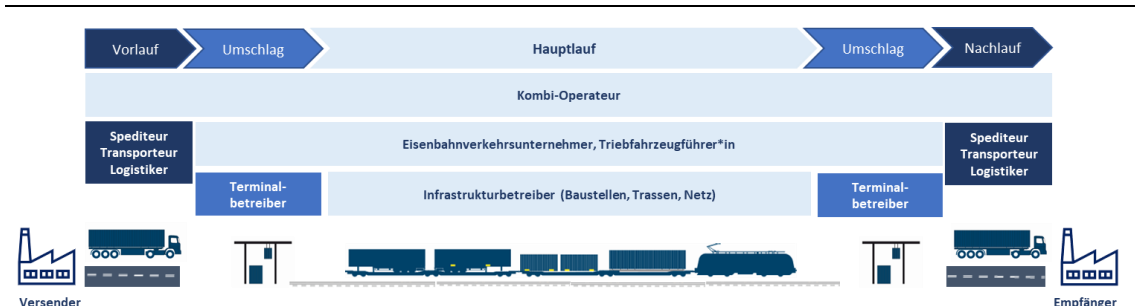 Vorlauf
Umschlag
Hauptlauf
Umschlag
Nachlauf
Kombi-Operateur
Spediteur
Transporteur
Logistiker
Eisenbahnverkehrsunternehmer, Triebfahrzeugführer*in
Spediteur
Transporteur
Logistiker
Terminal-
betreiber
Infrastrukturbetreiber (Baustellen, Trassen, Netz)
Terminal-
betreiber
Versender
Empfänger